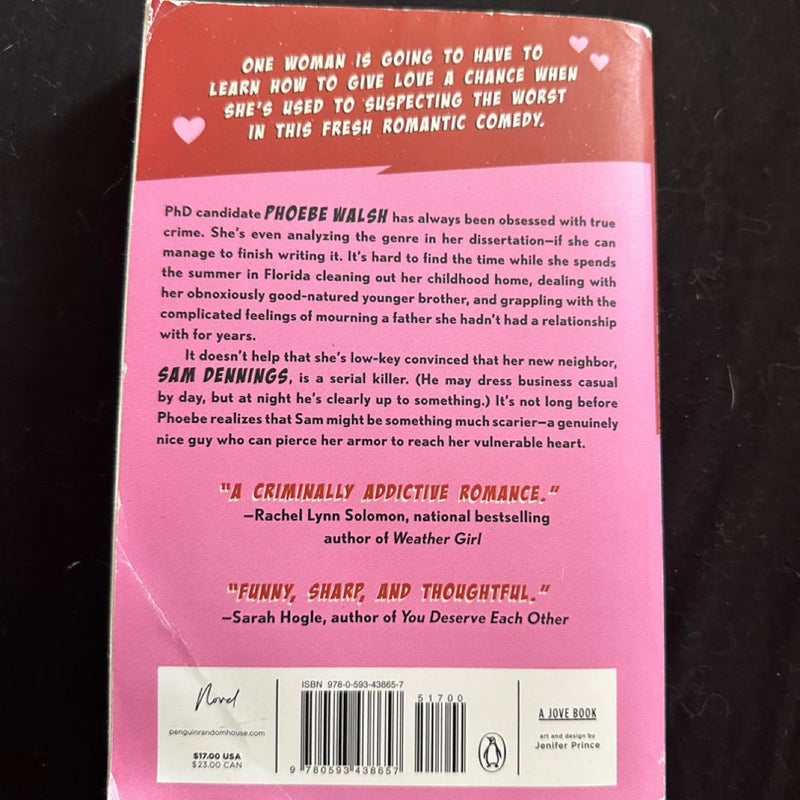 ONE WOMAN IS GOING TO HAVE TO
LEARN HOW TO GIVE LOVE A CHANCE WHEN
SHE'S USED TO SUSPECTING THE WORST
IN THIS FRESH ROMANTIC COMEDY.
PhD candidate PHOEBE WALSH has always been obsessed with true
crime. She's even analyzing the genre in her dissertation—if she can
manage to finish writing it. It's hard to find the time while she spends
the summer in Florida cleaning out her childhood home, dealing with
her obnoxiously good-natured younger brother, and grappling with the
complicated feelings of mourning a father she hadn't had a relationship
with for years.
It doesn't help that she's low-key convinced that her new neighbor,
SAM DENNINGS, is a serial killer. (He may dress business casual
by day, but at night he's clearly up to something.) It's not long before
Phoebe realizes that Sam might be something much scarier—a genuinely
nice guy who can pierce her armor to reach her vulnerable heart.
"A CRIMINALLY ADDICTIVE ROMANCE."
—Rachel Lynn Solomon, national bestselling
author of Weather Girl
"FUNNY, SHARP, AND THOUGHTFUL."
—Sarah Hogle, author of You Deserve Each Other
Novel
penguinrandomhouse.com
$17.00 USA
$23.00 CAN
ISBN 978-0-593-43865-7
51700
9 780593 438657
A JOVE BOOK
art and design by
Jenifer Prince